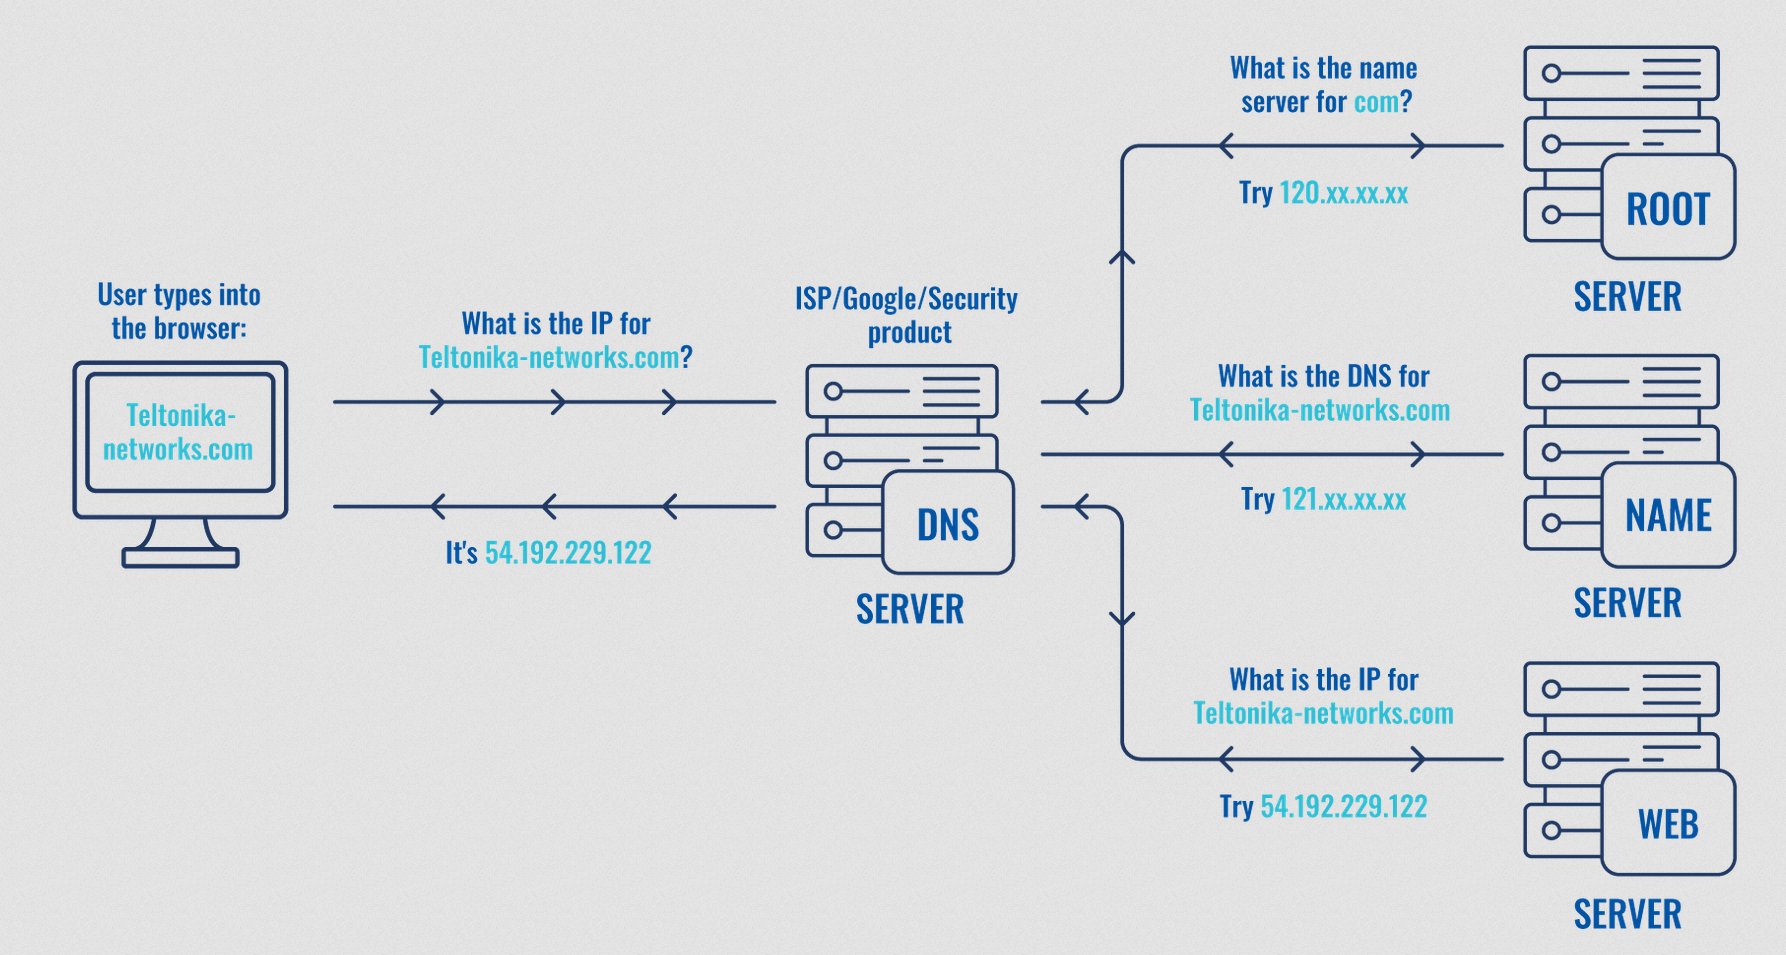 User types into
the browser:
Teltonika-
networks.com
What is the IP for
Teltonika-networks.com?
It's 54.192.229.122
ISP/Google/Security
product
DNS
SERVER
What is the name
server for com?
Try 120.xx.xx.xx
ROOT
SERVER
What is the DNS for
Teltonika-networks.com
Try 121.xx.xx.xx
NAME
SERVER
What is the IP for
Teltonika-networks.com
Try 54.192.229.122
WEB
SERVER